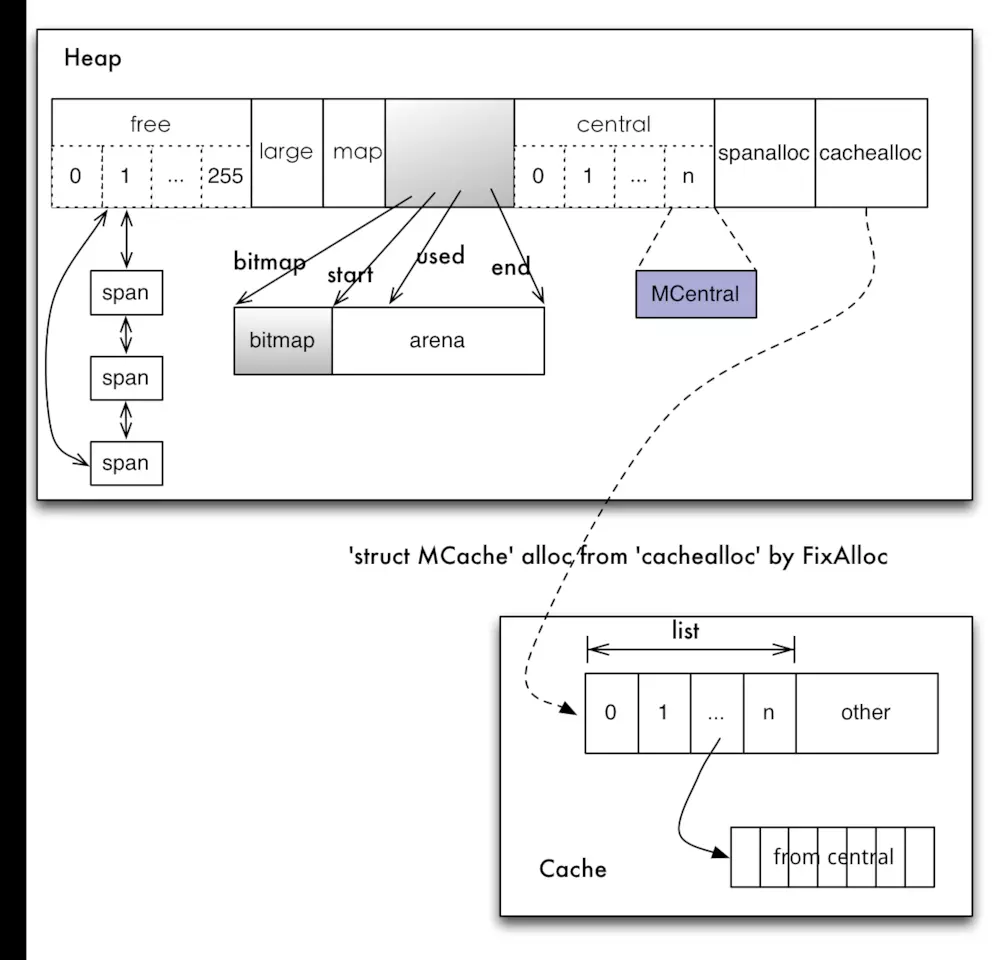 Heap
free
large
map
central
spanalloc
cachealloc
0
1
...
255
0
1
...
n
bitmap
start
used
end
span
MCentral
bitmap
arena
span
span
'struct MCache' alloc from 'cachealloc' by FixAlloc
list
0
1
...
n
other
from central
Cache